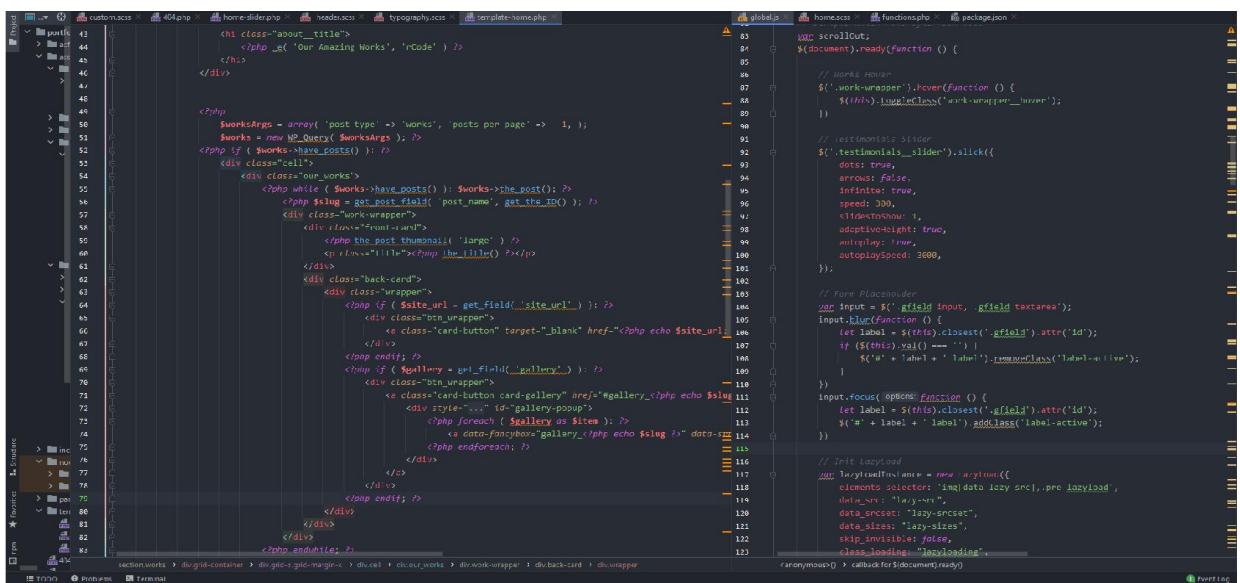 Project
custom.scss
404.php
home-slider.php
header.scss
typography.scss
template-home.php
global.js
home.scss
functions.php
package.json
43 <h1 class="about__title">
44 <?php _e( 'Our Amazing Works', 'rCode' ) ?>
45 </h1>
46 </div>
47
48
49 <?php
50 $worksArgs = array( 'post_type' => 'works', 'posts_per_page' => 1, );
51 $works = new WP_Query( $worksArgs ); ?>
52 <?php if ( $works->have_posts() ): ?>
53 <div class="cell">
54 <div class="our_works">
55 <?php while ( $works->have_posts() ): $works->the_post(); ?>
56 <?php $slug = get_post_field( 'post_name', get_the_ID() ); ?>
57 <div class="work-wrapper">
58 <div class="front-card">
59 <?php the_post_thumbnail( 'large' ) ?>
60 <p class="title"><?php the_title() ?></p>
61 </div>
62 <div class="back-card">
63 <div class="wrapper">
64 <?php if ( $site_url = get_field( 'site_url' ) ): ?>
65 <div class="btn_wrapper">
66 <a class="card-button" target="_blank" href="<?php echo $site_url;
67 </div>
68 <?php endif; ?>
69 <?php if ( $gallery = get_field( 'gallery' ) ): ?>
70 <div class="btn_wrapper">
71 <a class="card-button card-gallery" href="#gallery_<?php echo $slug
72 <div style="..." id="gallery-popup">
73 <?php foreach ( $gallery as $item ): ?>
74 <a data-fancybox="gallery_<?php echo $slug ?>" data-src
75 <?php endforeach; ?>
76 </div>
77 </a>
78 </div>
79 <?php endif; ?>
80 </div>
81 </div>
82 </div>
83 <?php endwhile; ?>
83 var scrollOut;
84 $(document).ready(function () {
85
86 // Works Hover
87 $('.work-wrapper').hover(function () {
88 $(this).toggleClass('work-wrapper__hover');
89 })
90
91 // Testimonials Slider
92 $('.testimonials__slider').slick({
93 dots: true,
94 arrows: false,
95 infinite: true,
96 speed: 300,
97 slidesToShow: 1,
98 adaptiveHeight: true,
99 autoplay: true,
100 autoplaySpeed: 3000,
101 });
102
103 // Form Placeholder
104 var input = $('.gfield input, .gfield textarea');
105 input.blur(function () {
106 let label = $(this).closest('.gfield').attr('id');
107 if ($(this).val() === '') {
108 $('#' + label + ' label').removeClass('label-active');
109 }
110 })
111 input.focus( options: function () {
112 let label = $(this).closest('.gfield').attr('id');
113 $('#' + label + ' label').addClass('label-active');
114 })
115
116 // Init LazyLoad
117 var lazyLoadInstance = new LazyLoad({
118 elements_selector: 'img[data-lazy-src],.pre-lazyload',
119 data_src: "lazy-src",
120 data_srcset: "lazy-srcset",
121 data_sizes: "lazy-sizes",
122 skip_invisible: false,
123 class_loading: "lazyloading",
section.works > div.grid-container > div.grid-x.grid-margin-x > div.cell > div.our_works > div.work-wrapper > div.back-card > div.wrapper
<anonymous>() > callback for $(document).ready()
Structure
Favorites
npm
TODO
Problems
Terminal
Event Log